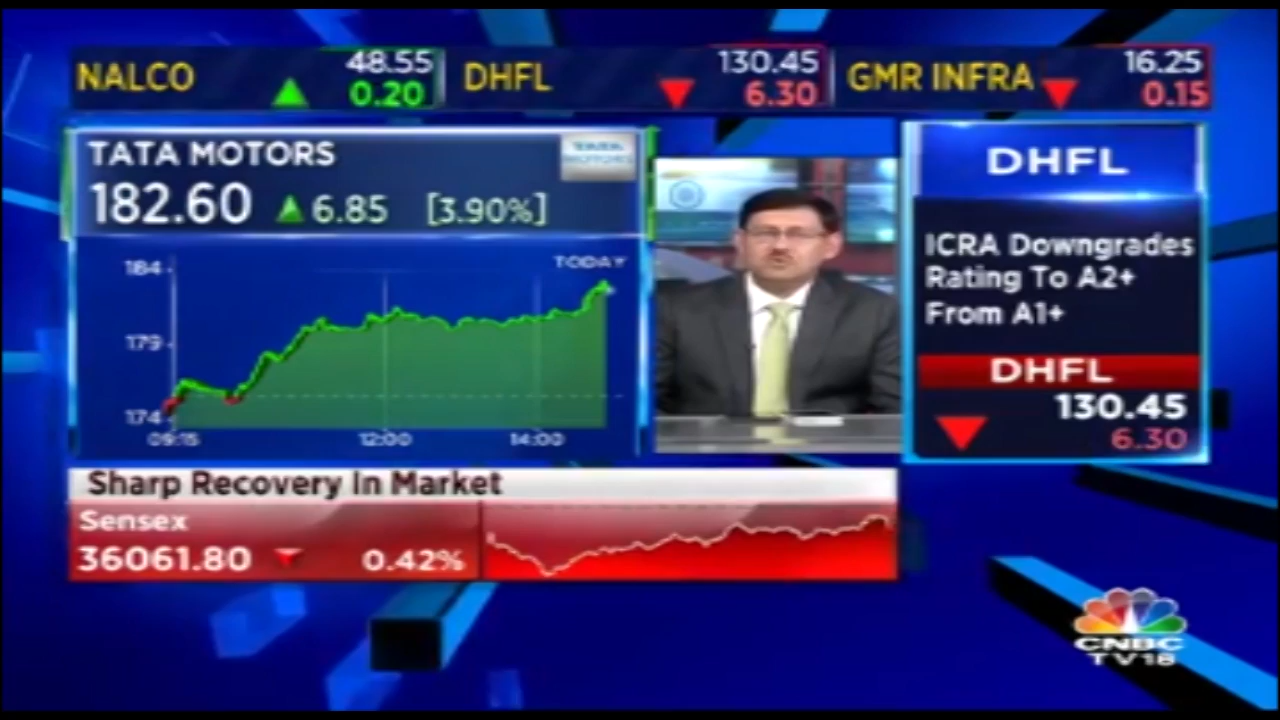 NALCO 48.55 0.20
DHFL 130.45 6.30
GMR INFRA 16.25 0.15
TATA MOTORS
TATA MOTORS
182.60 6.85 [3.90%]
TODAY
184
179
174
09:15 12:00 14:00
DHFL
ICRA Downgrades
Rating To A2+
From A1+
DHFL
130.45
6.30
Sharp Recovery In Market
Sensex
36061.80 0.42%
CNBC
TV18